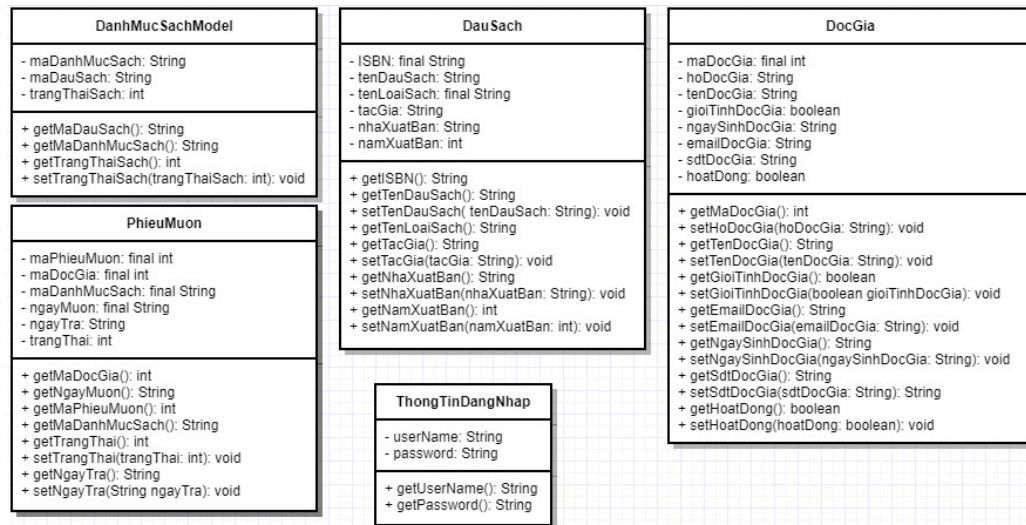 DanhMucSachModel
- maDanhMucSach: String
- maDauSach: String
- trangThaiSach: int
+ getMaDauSach(): String
+ getMaDanhMucSach(): String
+ getTrangThaiSach(): int
+ setTrangThaiSach(trangThaiSach: int): void
PhieuMuon
- maPhieuMuon: final int
- maDocGia: final int
- maDanhMucSach: final String
- ngayMuon: final String
- ngayTra: String
- trangThai: int
+ getMaDocGia(): int
+ getNgayMuon(): String
+ getMaPhieuMuon(): int
+ getMaDanhMucSach(): String
+ getTrangThai(): int
+ setTrangThai(trangThai: int): void
+ getNgayTra(): String
+ setNgayTra(String ngayTra): void
DauSach
- ISBN: final String
- tenDauSach: String
- tenLoaiSach: final String
- tacGia: String
- nhaXuatBan: String
- namXuatBan: int
+ getISBN(): String
+ getTenDauSach(): String
+ setTenDauSach( tenDauSach: String): void
+ getTenLoaiSach(): String
+ getTacGia(): String
+ setTacGia(tacGia: String): void
+ getNhaXuatBan(): String
+ setNhaXuatBan(nhaXuatBan: String): void
+ getNamXuatBan(): int
+ setNamXuatBan(namXuatBan: int): void
ThongTinDangNhap
- userName: String
- password: String
+ getUserName(): String
+ getPassword(): String
DocGia
- maDocGia: final int
- hoDocGia: String
- tenDocGia: String
- gioiTinhDocGia: boolean
- ngaySinhDocGia: String
- emailDocGia: String
- sdtDocGia: String
- hoatDong: boolean
+ getMaDocGia(): int
+ setHoDocGia(hoDocGia: String): void
+ getTenDocGia(): String
+ setTenDocGia(tenDocGia: String): void
+ getGioiTinhDocGia(): boolean
+ setGioiTinhDocGia(boolean gioiTinhDocGia): void
+ getEmailDocGia(): String
+ setEmailDocGia(emailDocGia: String): void
+ getNgaySinhDocGia(): String
+ setNgaySinhDocGia(ngaySinhDocGia: String): void
+ getSdtDocGia(): String
+ setSdtDocGia(sdtDocGia: String): String
+ getHoatDong(): boolean
+ setHoatDong(hoatDong: boolean): void